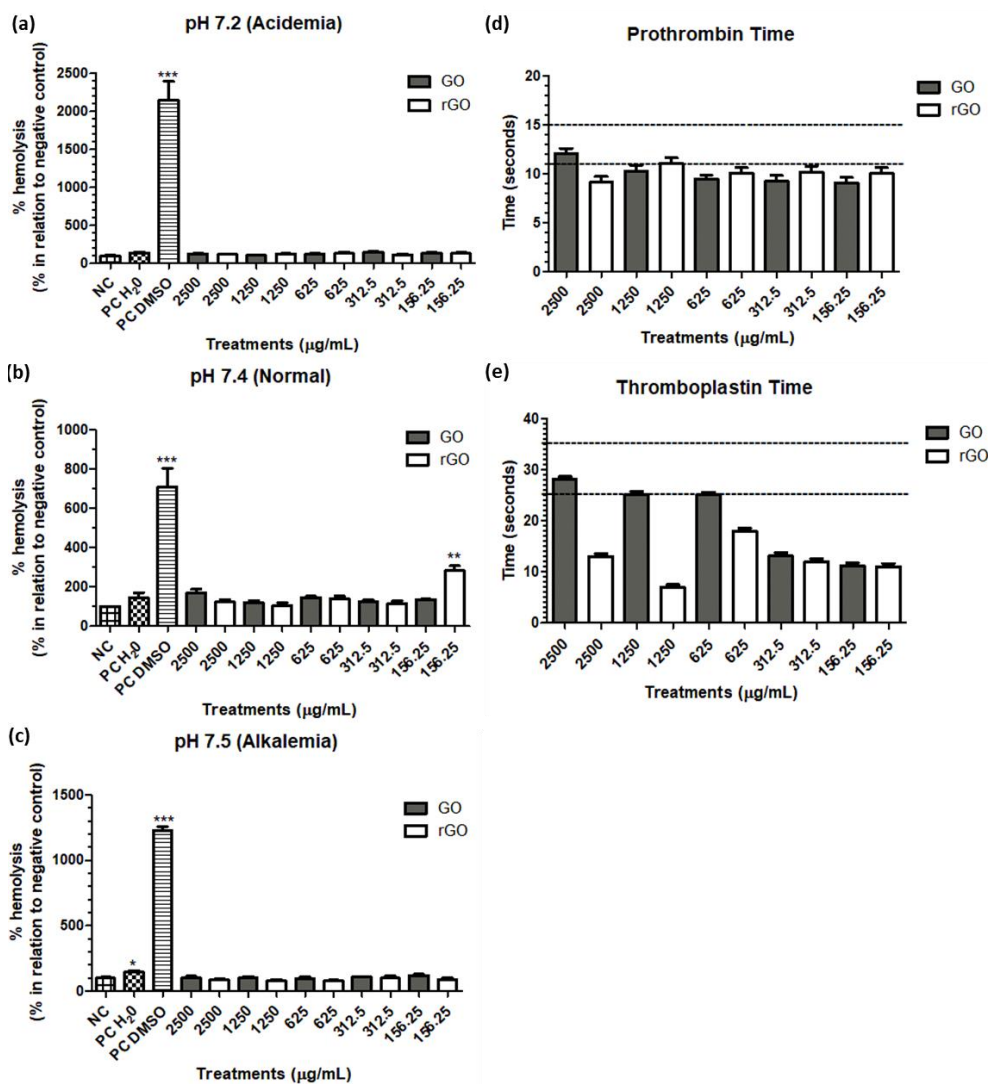 (a)
pH 7.2 (Acidemia)
% hemolysis
(% in relation to negative control)
2500
2000
1500
1000
500
0
***
GO
rGO
NC
PC H₂0
PC DMSO
2500
2500
1250
1250
625
625
312.5
312.5
156.25
156.25
Treatments (µg/mL)
(b)
pH 7.4 (Normal)
% hemolysis
(% in relation to negative control)
1000
800
600
400
200
0
***
**
GO
rGO
NC
PC H₂0
PC DMSO
2500
2500
1250
1250
625
625
312.5
312.5
156.25
156.25
Treatments (µg/mL)
(c)
pH 7.5 (Alkalemia)
% hemolysis
(% in relation to negative control)
1500
1000
500
0
*
***
GO
rGO
NC
PC H₂0
PC DMSO
2500
2500
1250
1250
625
625
312.5
312.5
156.25
156.25
Treatments (µg/mL)
(d)
Prothrombin Time
Time (seconds)
20
15
10
5
0
GO
rGO
2500
2500
1250
1250
625
625
312.5
312.5
156.25
156.25
Treatments (µg/mL)
(e)
Thromboplastin Time
Time (seconds)
40
30
20
10
0
GO
rGO
2500
2500
1250
1250
625
625
312.5
312.5
156.25
156.25
Treatments (µg/mL)